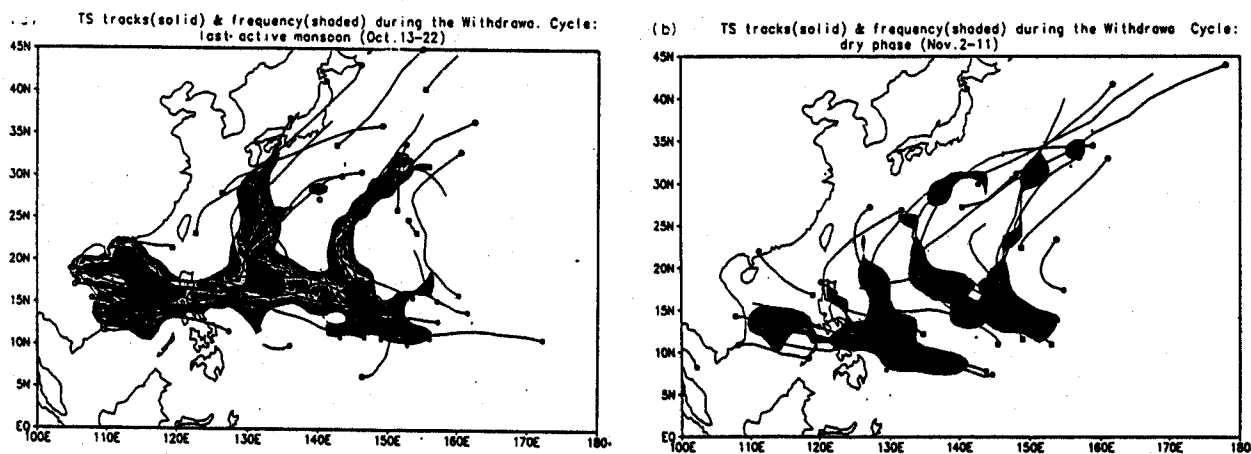 TS tracks(solid) & frequency(shaded) during the Withdrawa. Cycle:
last-active mansoon (Oct.13-22)
45N
40N
35N
30N
25N
20N
15N
10N
5N
EQ
100E 110E 120E 130E 140E 150E 160E 170E 180
(b) TS tracks(solid) & frequency(shaded) during the Withdrawa Cycle:
dry phase (Nov.2-11)
45N
40N
35N
30N
25N
20N
15N
10N
5N
EQ
100E 110E 120E 130E 140E 150E 160E 170E 180